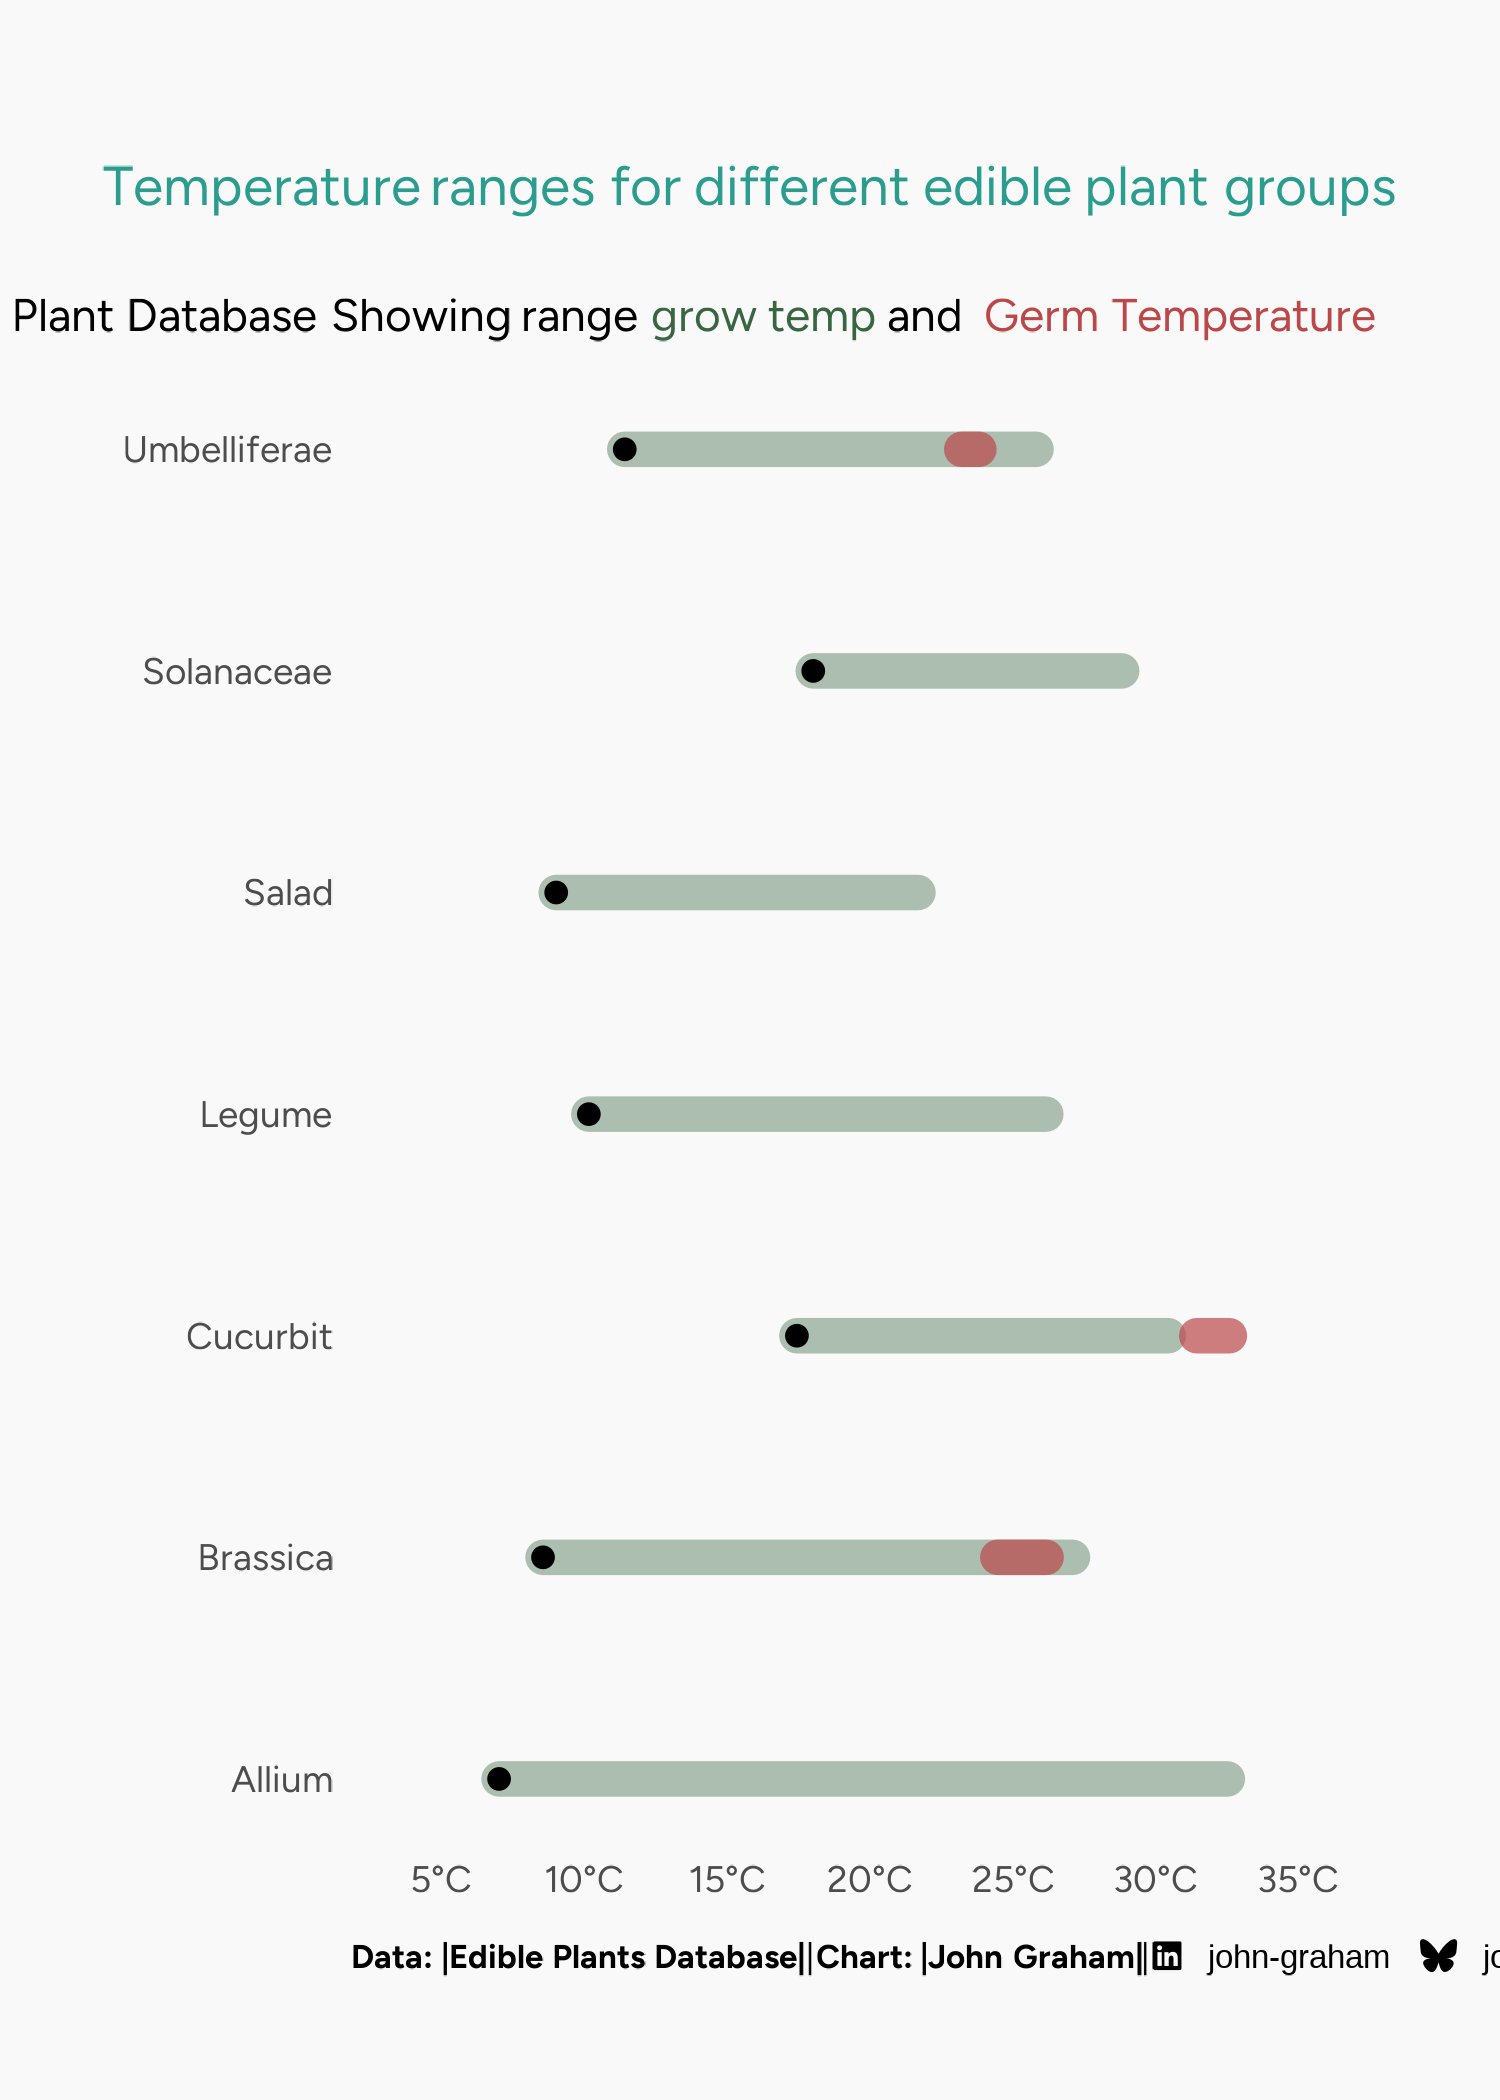 Temperature ranges for different edible plant groups
Plant Database Showing range grow temp and Germ Temperature
Umbelliferae
Solanaceae
Salad
Legume
Cucurbit
Brassica
Allium
5°C 10°C 15°C 20°C 25°C 30°C 35°C
Data: |Edible Plants Database||Chart: |John Graham|| john-graham